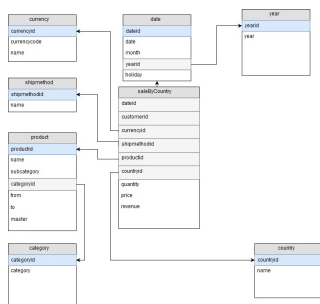 currency
currencyid
currencycode
name
date
dateid
date
month
yearid
holiday
year
yearid
year
shipmethod
shipmethodid
name
saleByCountry
dateid
customerid
currencyid
shipmethodid
productid
countryid
quantity
price
revenue
product
productid
name
subcategory
categoryid
from
to
master
category
categoryid
category
country
countryid
name